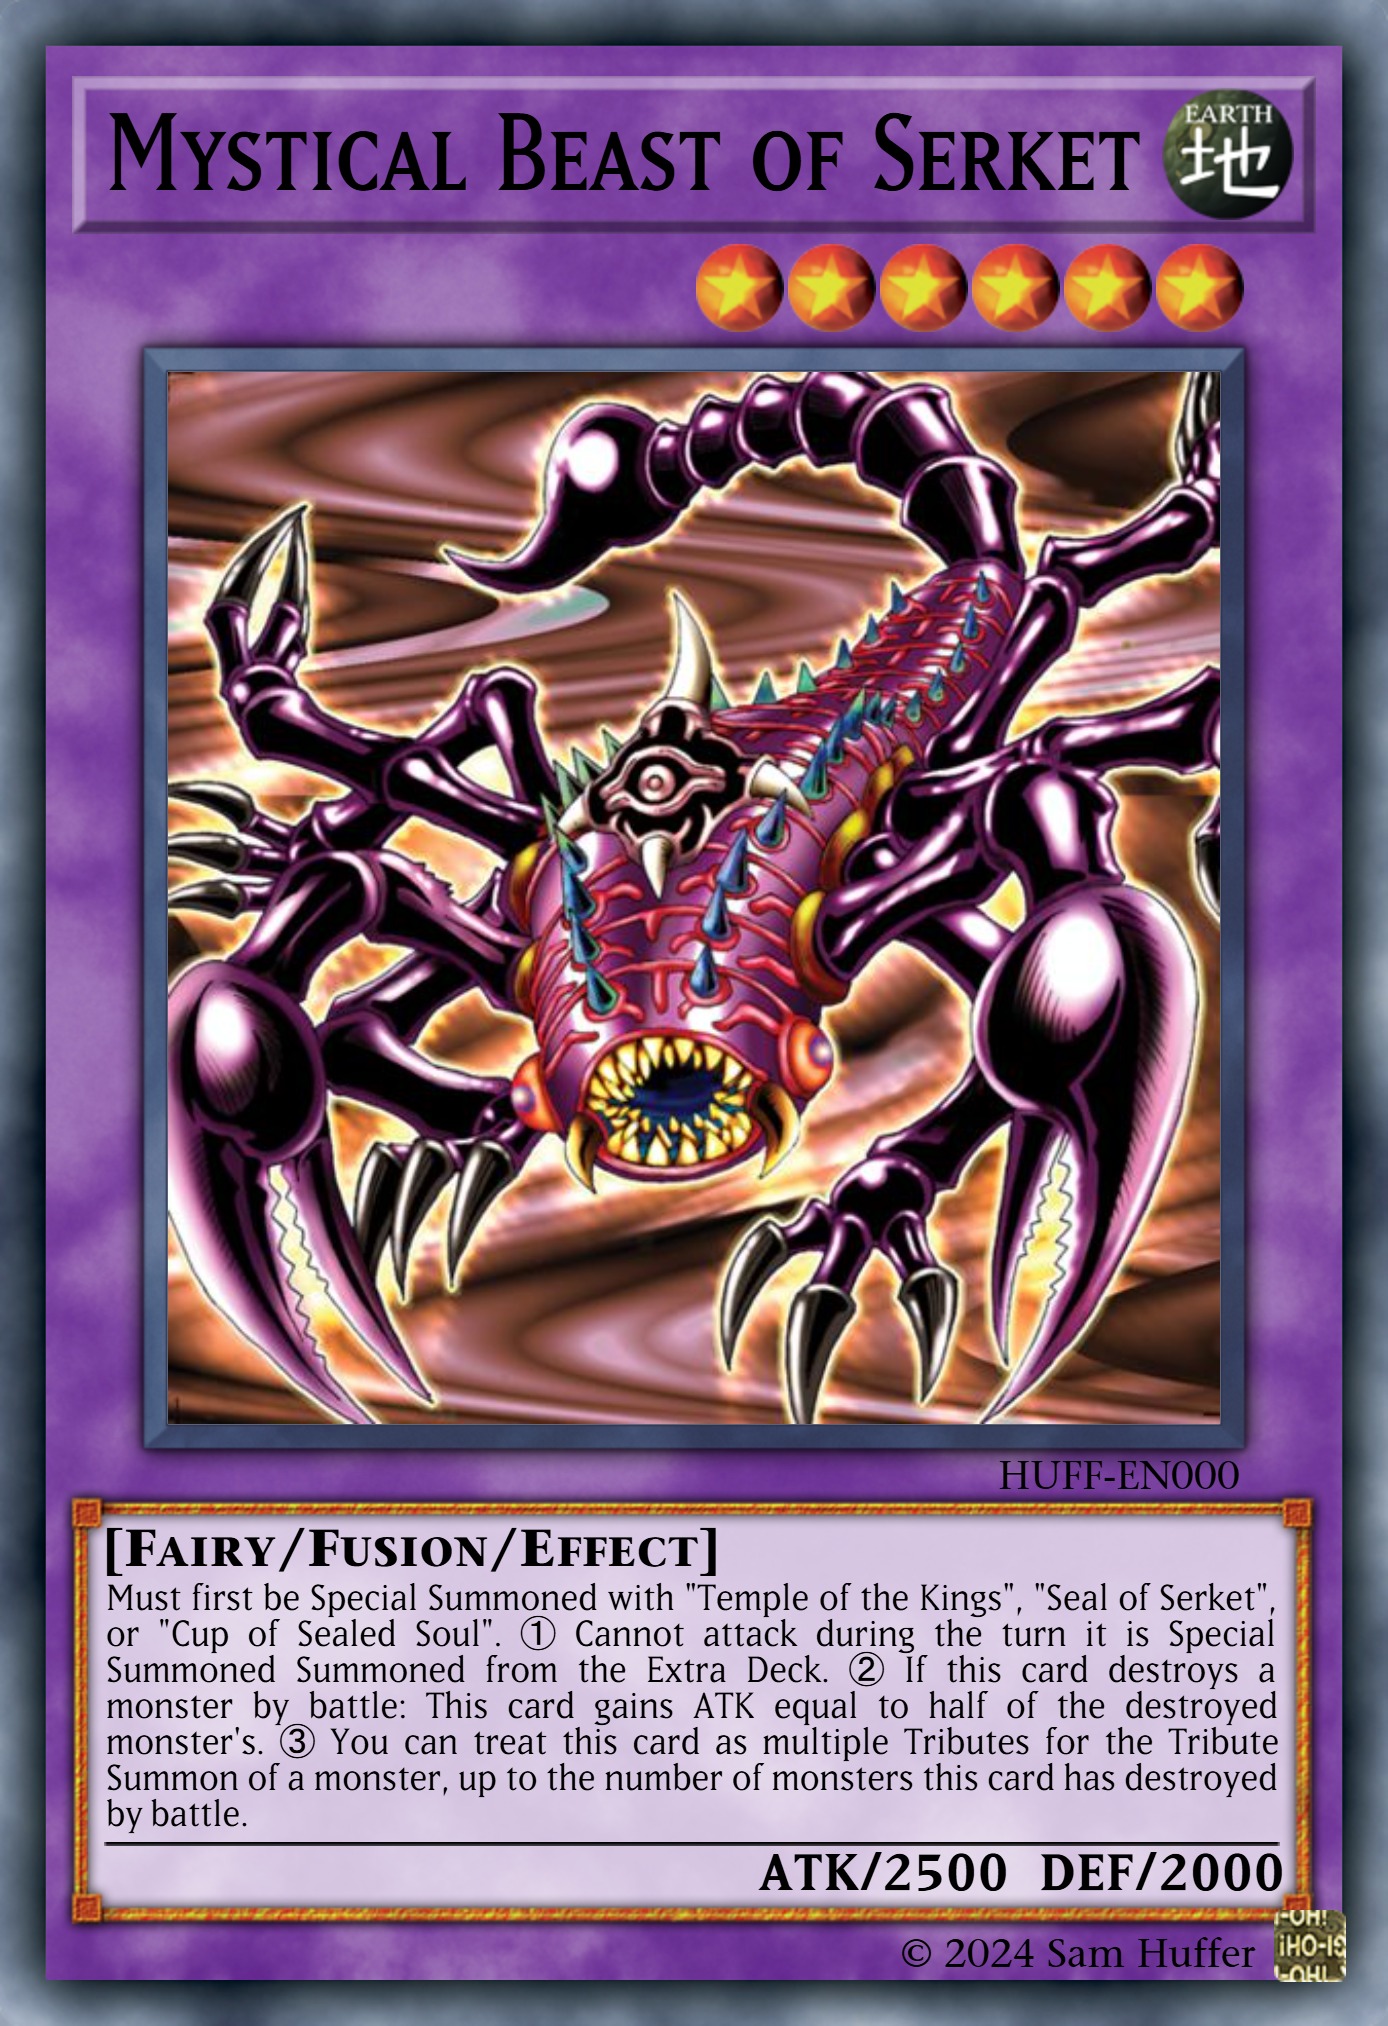 Mystical Beast of Serket
EARTH
地
HUFF-EN000
[Fairy/Fusion/Effect]
Must first be Special Summoned with "Temple of the Kings", "Seal of Serket",
or "Cup of Sealed Soul". ① Cannot attack during the turn it is Special
Summoned Summoned from the Extra Deck. ② If this card destroys a
monster by battle: This card gains ATK equal to half of the destroyed
monster's. ③ You can treat this card as multiple Tributes for the Tribute
Summon of a monster, up to the number of monsters this card has destroyed
by battle.
ATK/2500 DEF/2000
© 2024 Sam Huffer